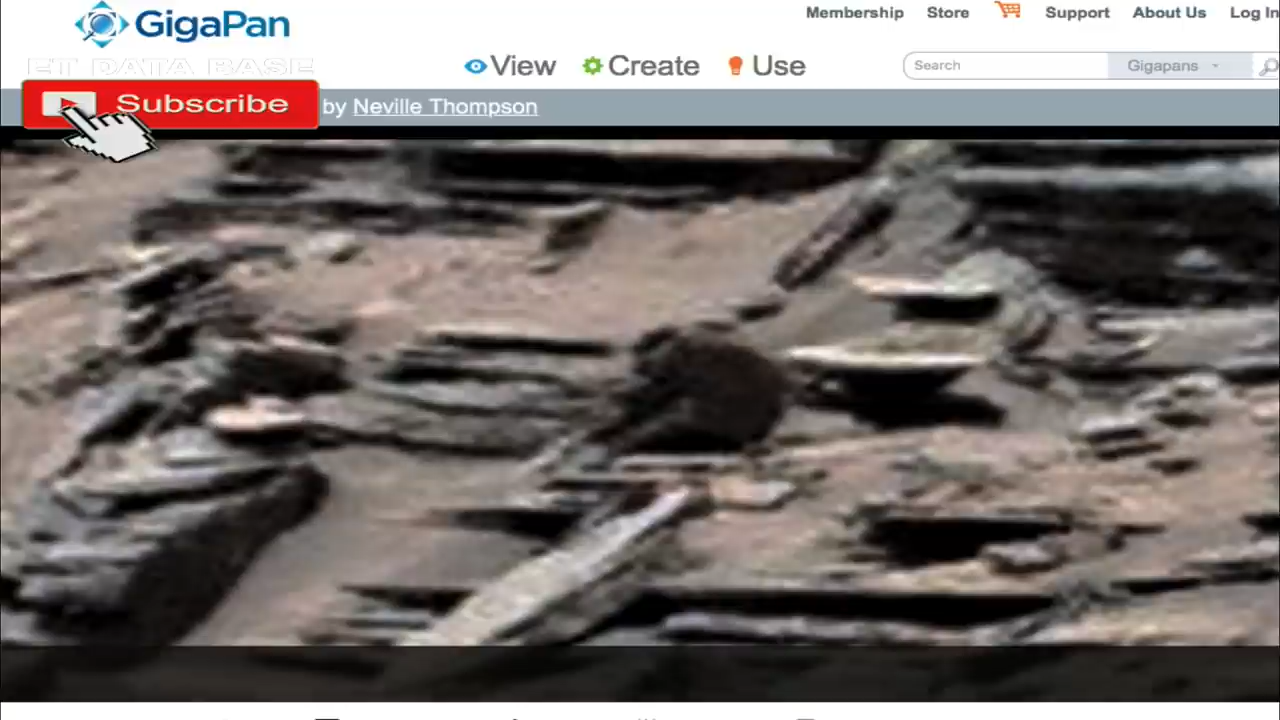 GigaPan
Membership Store Support About Us Log In
ET DATA BASE
View Create Use
Search Gigapans
Subscribe
by Neville Thompson